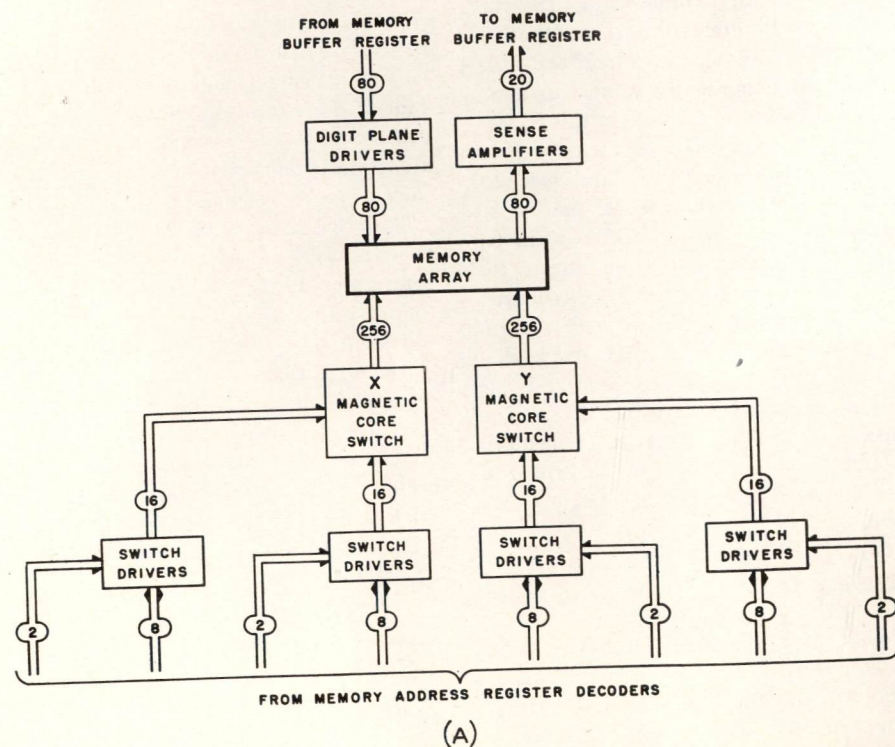 FROM MEMORY
BUFFER REGISTER
TO MEMORY
BUFFER REGISTER
80
20
DIGIT PLANE
DRIVERS
SENSE
AMPLIFIERS
80
80
MEMORY
ARRAY
256
256
X
MAGNETIC
CORE
SWITCH
Y
MAGNETIC
CORE
SWITCH
16
16
16
16
SWITCH
DRIVERS
SWITCH
DRIVERS
SWITCH
DRIVERS
SWITCH
DRIVERS
2
8
2
8
8
2
8
2
FROM MEMORY ADDRESS REGISTER DECODERS
(A)